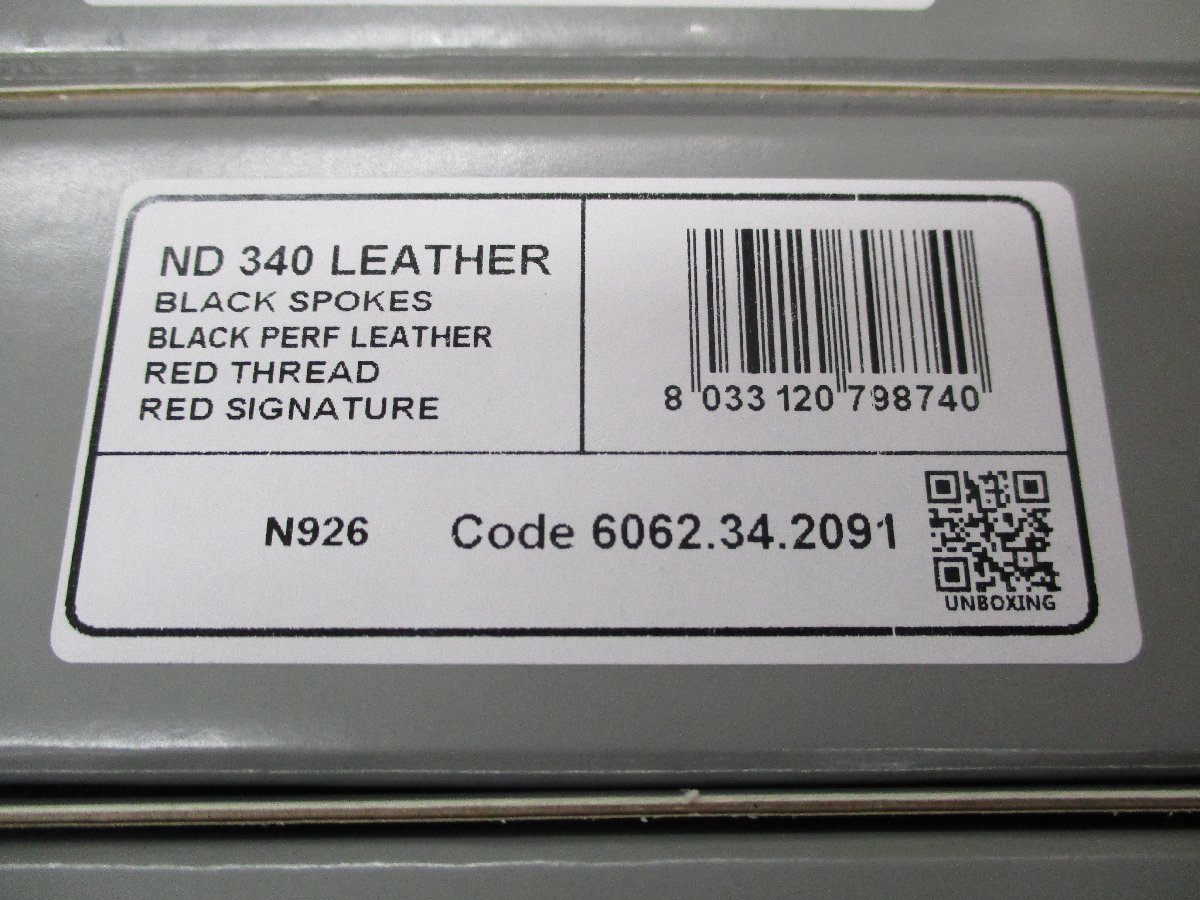 ND 340 LEATHER
BLACK SPOKES
BLACK PERF LEATHER
RED THREAD
RED SIGNATURE
8 033120 798740
N926
Code 6062.34.2091
UNBOXING